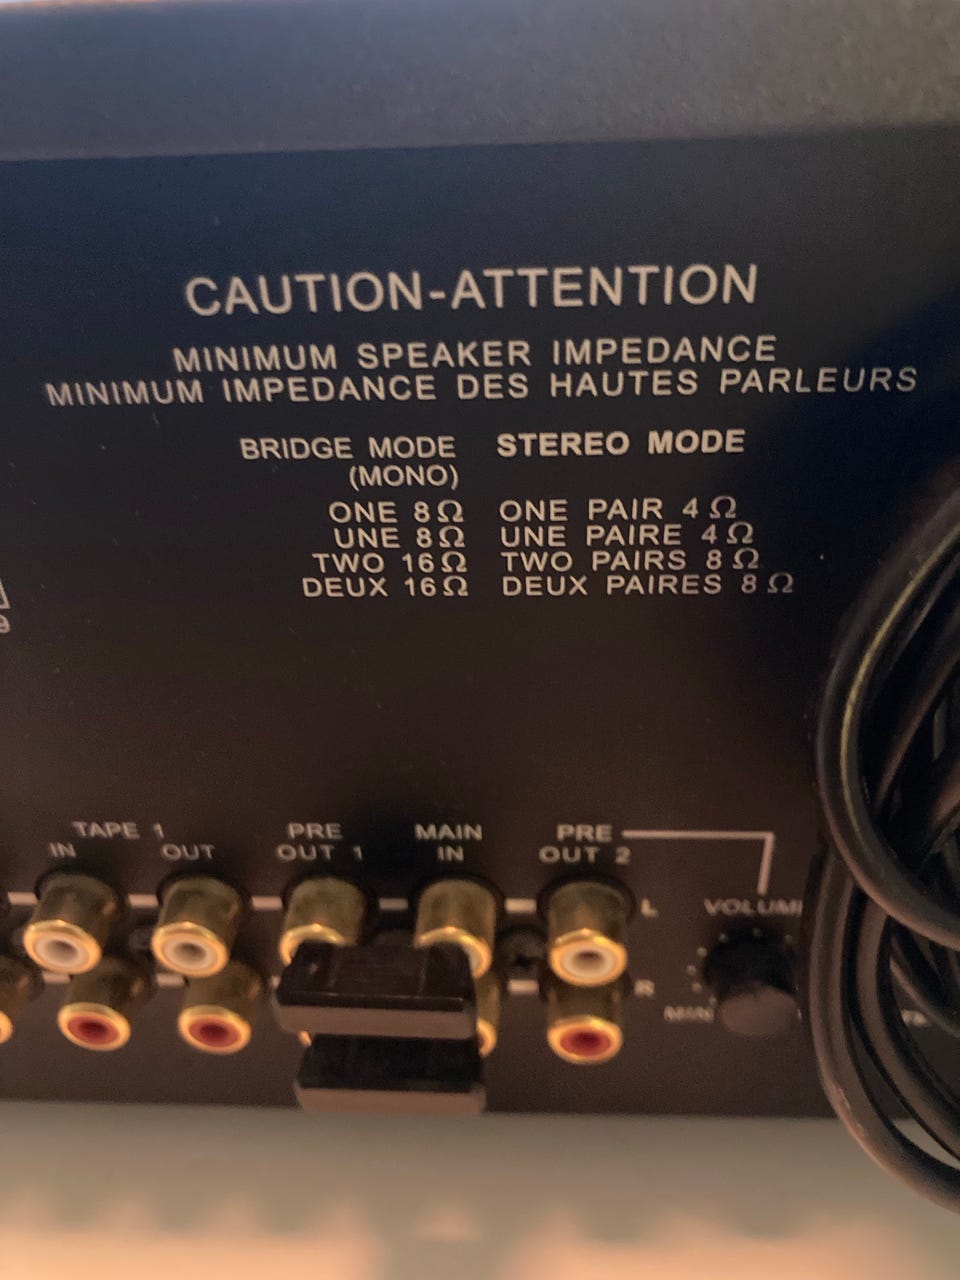 CAUTION-ATTENTION
MINIMUM SPEAKER IMPEDANCE
MINIMUM IMPEDANCE DES HAUTES PARLEURS
BRIDGE MODE STEREO MODE
(MONO)
ONE 8Ω ONE PAIR 4Ω
UNE 8Ω UNE PAIRE 4Ω
TWO 16Ω TWO PAIRS 8Ω
DEUX 16Ω DEUX PAIRES 8Ω
TAPE 1 PRE MAIN PRE
IN OUT OUT 1 IN OUT 2
L
R
MIN